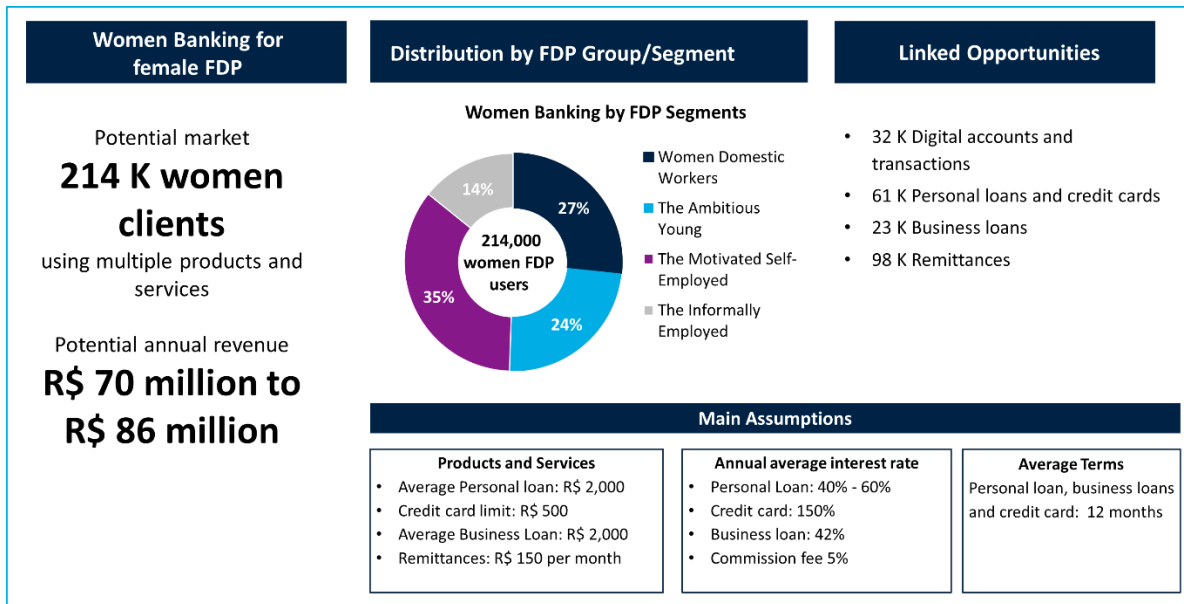 Women Banking for
female FDP
Potential market
214 K women
clients
using multiple products and
services
Potential annual revenue
R$ 70 million to
R$ 86 million
Distribution by FDP Group/Segment
Women Banking by FDP Segments
14%
27%
35%
24%
214,000
women FDP
users
Women Domestic
Workers
The Ambitious
Young
The Motivated Self-
Employed
The Informally
Employed
Linked Opportunities
• 32 K Digital accounts and
transactions
• 61 K Personal loans and credit cards
• 23 K Business loans
• 98 K Remittances
Main Assumptions
Products and Services
• Average Personal loan: R$ 2,000
• Credit card limit: R$ 500
• Average Business Loan: R$ 2,000
• Remittances: R$ 150 per month
Annual average interest rate
• Personal Loan: 40% - 60%
• Credit card: 150%
• Business loan: 42%
• Commission fee 5%
Average Terms
Personal loan, business loans
and credit card: 12 months